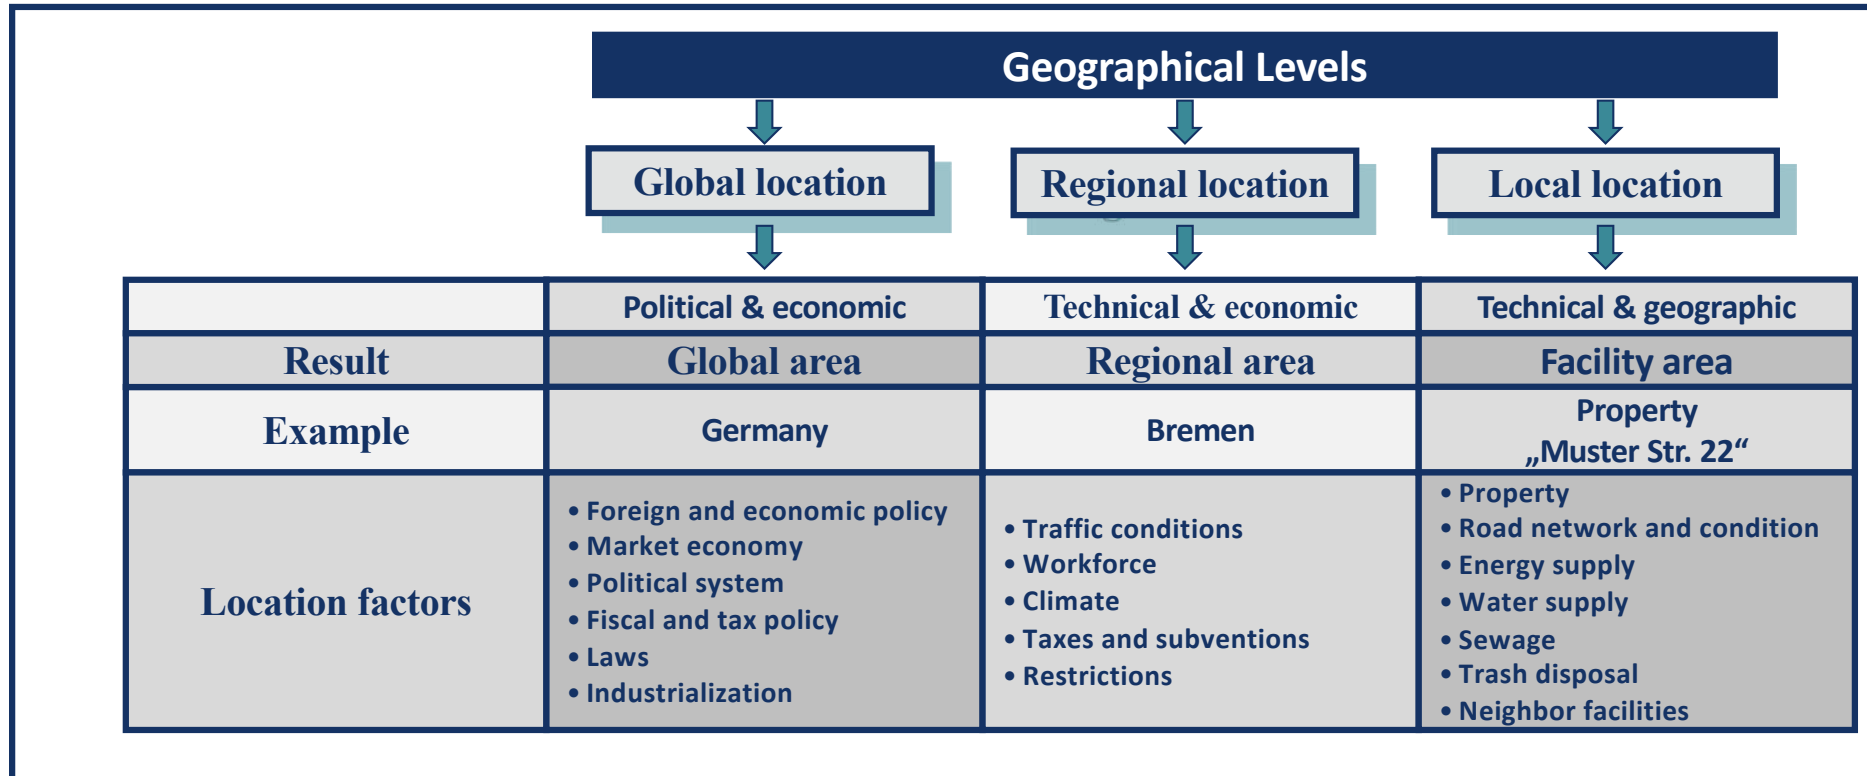 Geographical Levels
Global location
Regional location
Local location
Political & economic
Technical & economic
Technical & geographic
Result
Global area
Regional area
Facility area
Example
Germany
Bremen
Property
„Muster Str. 22“
Location factors
• Foreign and economic policy
• Market economy
• Political system
• Fiscal and tax policy
• Laws
• Industrialization
• Traffic conditions
• Workforce
• Climate
• Taxes and subventions
• Restrictions
• Property
• Road network and condition
• Energy supply
• Water supply
• Sewage
• Trash disposal
• Neighbor facilities